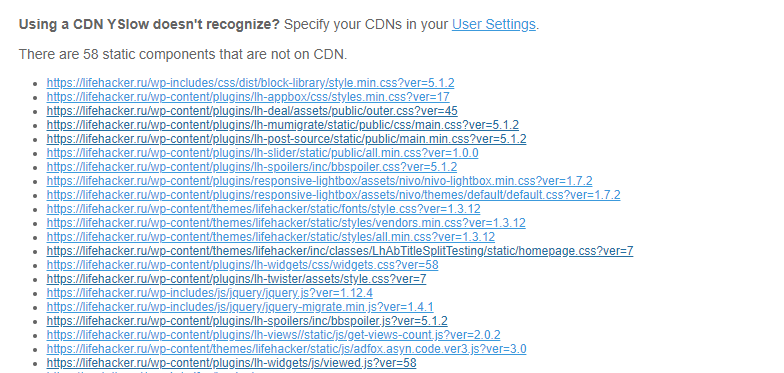 Using a CDN YSlow doesn't recognize? Specify your CDNs in your User Settings.
There are 58 static components that are not on CDN.
https://lifehacker.ru/wp-includes/css/dist/block-library/style.min.css?ver=5.1.2
https://lifehacker.ru/wp-content/plugins/lh-appbox/css/styles.min.css?ver=17
https://lifehacker.ru/wp-content/plugins/lh-deal/assets/public/outer.css?ver=45
https://lifehacker.ru/wp-content/plugins/lh-mumigrate/static/public/css/main.css?ver=5.1.2
https://lifehacker.ru/wp-content/plugins/lh-post-source/static/public/main.min.css?ver=5.1.2
https://lifehacker.ru/wp-content/plugins/lh-slider/static/public/all.min.css?ver=1.0.0
https://lifehacker.ru/wp-content/plugins/lh-spoilers/inc/bbspoiler.css?ver=5.1.2
https://lifehacker.ru/wp-content/plugins/responsive-lightbox/assets/nivo/nivo-lightbox.min.css?ver=1.7.2
https://lifehacker.ru/wp-content/plugins/responsive-lightbox/assets/nivo/themes/default/default.css?ver=1.7.2
https://lifehacker.ru/wp-content/themes/lifehacker/static/fonts/style.css?ver=1.3.12
https://lifehacker.ru/wp-content/themes/lifehacker/static/styles/vendors.min.css?ver=1.3.12
https://lifehacker.ru/wp-content/themes/lifehacker/static/styles/all.min.css?ver=1.3.12
https://lifehacker.ru/wp-content/themes/lifehacker/inc/classes/LhAbTitleSplitTesting/static/homepage.css?ver=7
https://lifehacker.ru/wp-content/plugins/lh-widgets/css/widgets.css?ver=58
https://lifehacker.ru/wp-content/plugins/lh-twister/assets/style.css?ver=7
https://lifehacker.ru/wp-includes/js/jquery/jquery.js?ver=1.12.4
https://lifehacker.ru/wp-includes/js/jquery/jquery-migrate.min.js?ver=1.4.1
https://lifehacker.ru/wp-content/plugins/lh-spoilers/inc/bbspoiler.js?ver=5.1.2
https://lifehacker.ru/wp-content/plugins/lh-views//static/js/get-views-count.js?ver=2.0.2
https://lifehacker.ru/wp-content/themes/lifehacker/static/js/adfox.asyn.code.ver3.js?ver=3.0
https://lifehacker.ru/wp-content/plugins/lh-widgets/js/viewed.js?ver=58